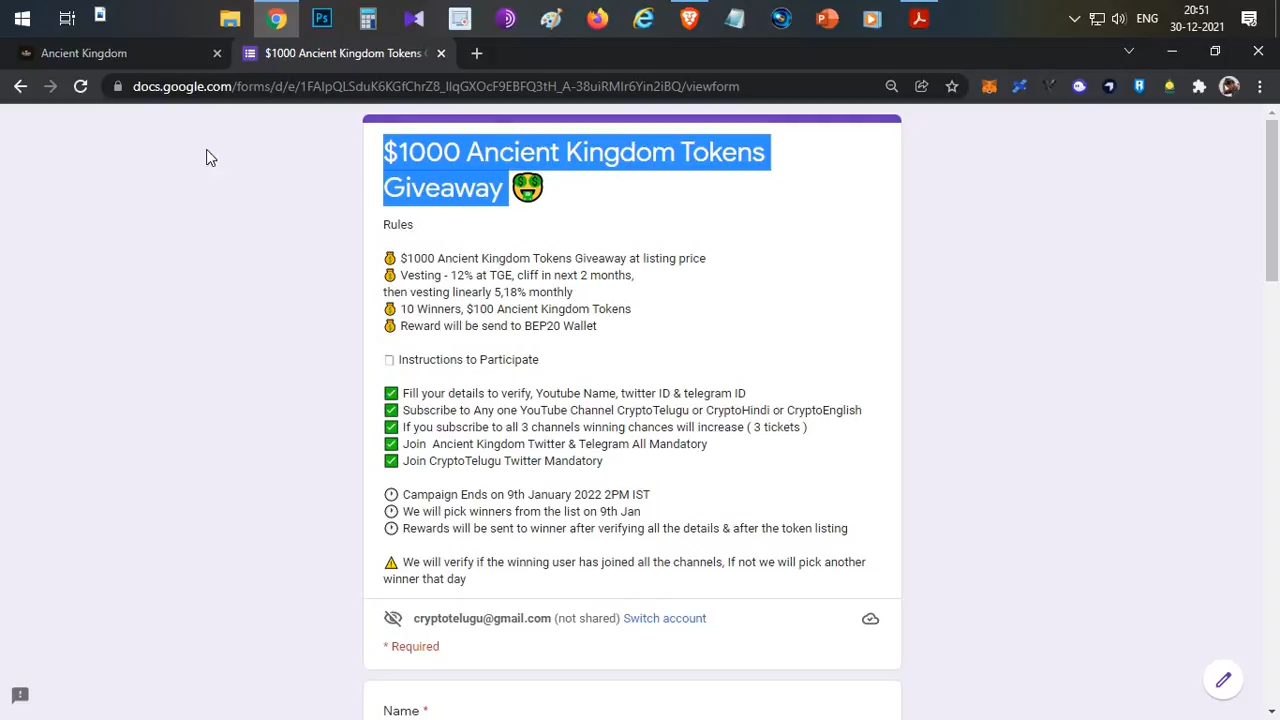 20:51
ENG
30-12-2021
Ancient Kingdom
$1000 Ancient Kingdom Tokens
docs.google.com/forms/d/e/1FAIpQLSduK6KGfChrZ8_IlqGXOcF9EBFQ3tH_A-38uiRMIr6Yin2iBQ/viewform
$1000 Ancient Kingdom Tokens
Giveaway 🤑
Rules
💰 $1000 Ancient Kingdom Tokens Giveaway at listing price
💰 Vesting - 12% at TGE, cliff in next 2 months,
then vesting linearly 5,18% monthly
💰 10 Winners, $100 Ancient Kingdom Tokens
💰 Reward will be send to BEP20 Wallet
Instructions to Participate
✅ Fill your details to verify, Youtube Name, twitter ID & telegram ID
✅ Subscribe to Any one YouTube Channel CryptoTelugu or CryptoHindi or CryptoEnglish
✅ If you subscribe to all 3 channels winning chances will increase ( 3 tickets )
✅ Join  Ancient Kingdom Twitter & Telegram All Mandatory
✅ Join CryptoTelugu Twitter Mandatory
🕐 Campaign Ends on 9th January 2022 2PM IST
🕐 We will pick winners from the list on 9th Jan
🕐 Rewards will be sent to winner after verifying all the details & after the token listing
⚠️ We will verify if the winning user has joined all the channels, If not we will pick another
winner that day
cryptotelugu@gmail.com (not shared) Switch account
* Required
Name *